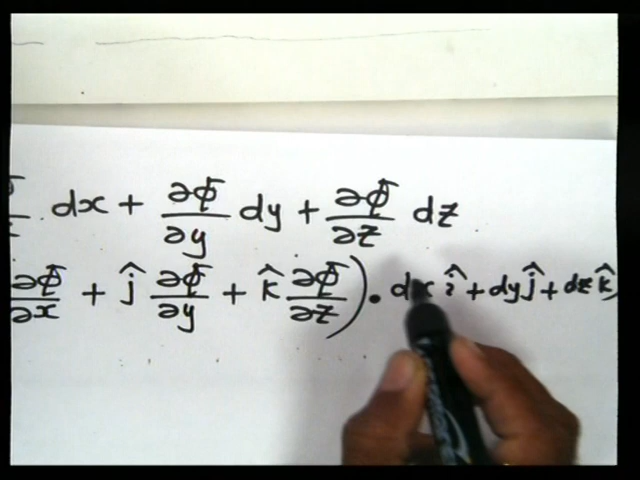 dx + ∂ϕ/∂y dy + ∂ϕ/∂z dz
∂ϕ/∂x + ĵ ∂ϕ/∂y + k̂ ∂ϕ/∂z) . dx î + dy ĵ + dz k̂